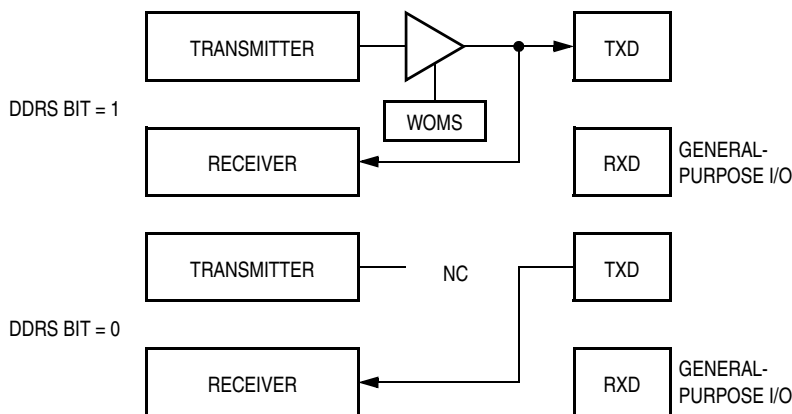 TRANSMITTER
TXD
DDRS BIT = 1
WOMS
RECEIVER
RXD
GENERAL-
PURPOSE I/O
TRANSMITTER
NC
TXD
DDRS BIT = 0
RECEIVER
RXD
GENERAL-
PURPOSE I/O